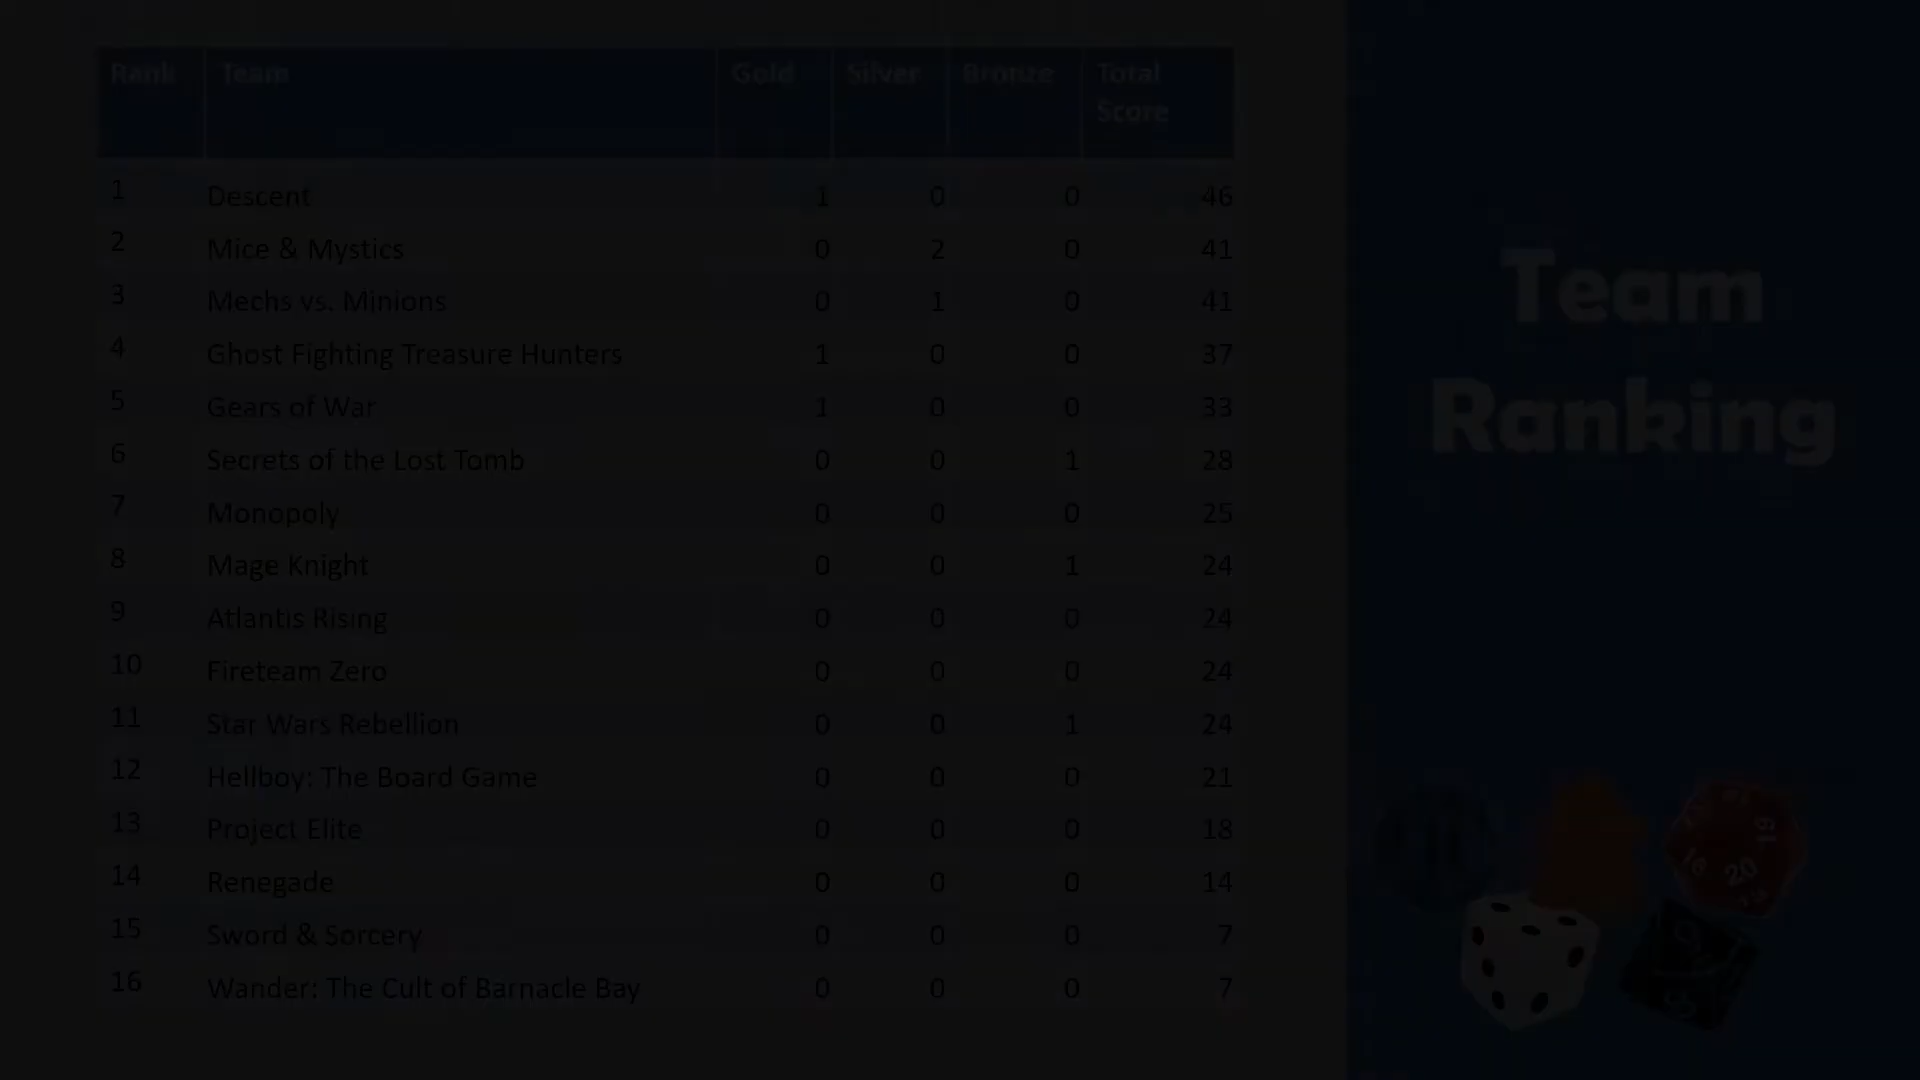 Rank Team Gold Silver Bronze Total Score
1 Descent 1 0 0 46
2 Mice & Mystics 0 2 0 41
3 Mechs vs. Minions 0 1 0 41
4 Ghost Fighting Treasure Hunters 1 0 0 37
5 Gears of War 1 0 0 33
6 Secrets of the Lost Tomb 0 0 1 28
7 Monopoly 0 0 0 25
8 Mage Knight 0 0 1 24
9 Atlantis Rising 0 0 0 24
10 Fireteam Zero 0 0 0 24
11 Star Wars Rebellion 0 0 1 24
12 Hellboy: The Board Game 0 0 0 21
13 Project Elite 0 0 0 18
14 Renegade 0 0 0 14
15 Sword & Sorcery 0 0 0 7
16 Wander: The Cult of Barnacle Bay 0 0 0 7
Team
Ranking
19
16
20